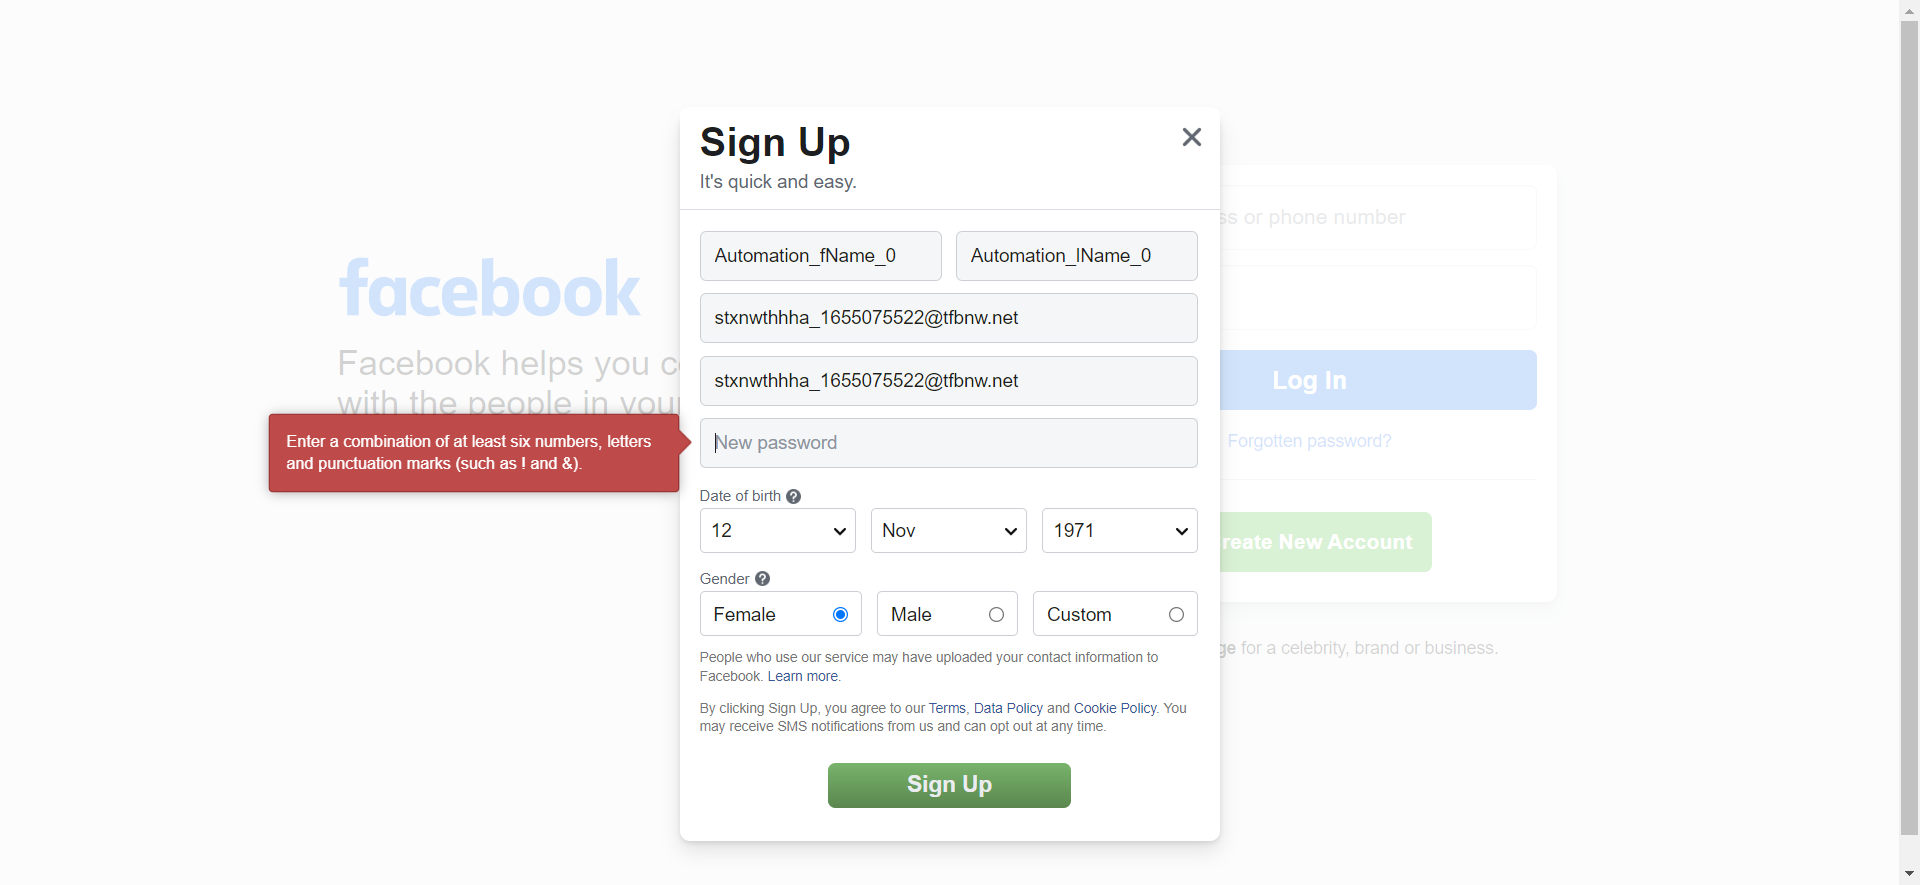 Sign Up
It's quick and easy.
Automation_fName_0
Automation_lName_0
stxnwthhha_1655075522@tfbnw.net
stxnwthhha_1655075522@tfbnw.net
New password
Enter a combination of at least six numbers, letters
and punctuation marks (such as ! and &).
Date of birth ?
12
Nov
1971
Gender ?
Female
Male
Custom
People who use our service may have uploaded your contact information to
Facebook. Learn more.
By clicking Sign Up, you agree to our Terms, Data Policy and Cookie Policy. You
may receive SMS notifications from us and can opt out at any time.
Sign Up
facebook
Facebook helps you
with the people in
or phone number
Log In
Forgotten password?
New Account
for a celebrity, brand or business.